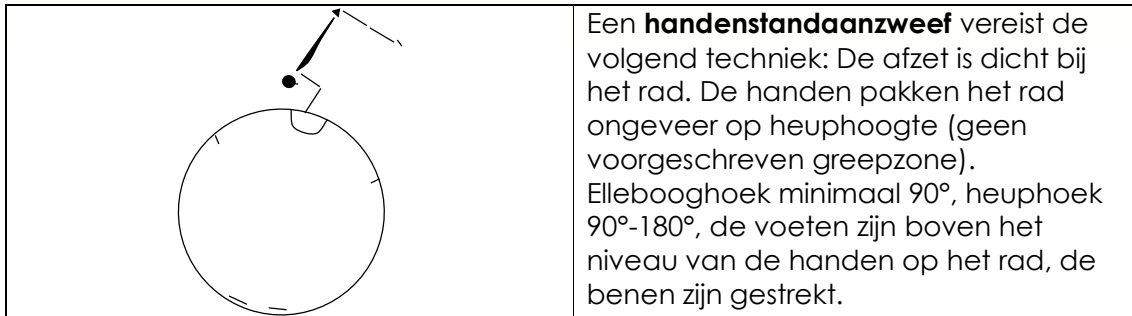 Een handenstandaanzweef vereist de
volgend techniek: De afzet is dicht bij
het rad. De handen pakken het rad
ongeveer op heuphoogte (geen
voorgeschreven greepzone).
Ellebooghoek minimaal 90°, heuphoek
90°-180°, de voeten zijn boven het
niveau van de handen op het rad, de
benen zijn gestrekt.